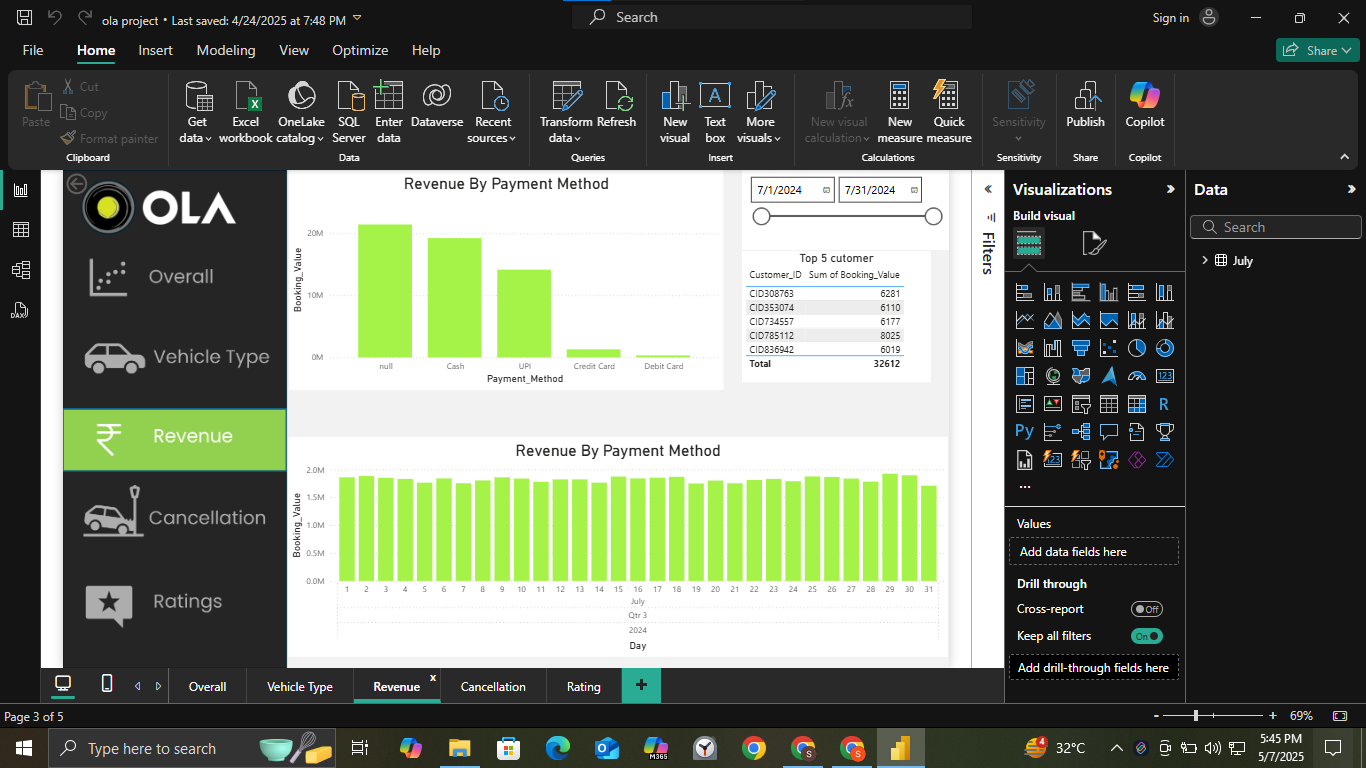 ola project • Last saved: 4/24/2025 at 7:48 PM
Search
Sign in
File Home Insert Modeling View Optimize Help
Share
Paste
Cut
Copy
Format painter
Clipboard
Get data
Excel workbook
OneLake catalog
SQL Server
Enter data
Dataverse
Recent sources
Data
Transform data
Refresh
Queries
New visual
Text box
More visuals
Insert
New visual calculation
New measure
Quick measure
Calculations
Sensitivity
Sensitivity
Publish
Share
Copilot
Copilot
DAX
OLA
Overall
Vehicle Type
Revenue
Cancellation
Ratings
Revenue By Payment Method
Booking_Value
20M
10M
0M
null Cash UPI Credit Card Debit Card
Payment_Method
7/1/2024 7/31/2024
Top 5 cutomer
Customer_ID Sum of Booking_Value
CID308763 6281
CID353074 6110
CID734557 6177
CID785112 8025
CID836942 6019
Total 32612
Revenue By Payment Method
Booking_Value
2.0M
1.5M
1.0M
0.5M
0.0M
1 2 3 4 5 6 7 8 9 10 11 12 13 14 15 16 17 18 19 20 21 22 23 24 25 26 27 28 29 30 31
July
Qtr 3
2024
Day
Filters
Visualizations
Build visual
123
R
Py
123
...
Values
Add data fields here
Drill through
Cross-report Off
Keep all filters On
Add drill-through fields here
Data
Search
July
Overall Vehicle Type Revenue x Cancellation Rating +
Page 3 of 5
- + 69%
Type here to search
M365
S
S
4
32°C
5:45 PM
5/7/2025